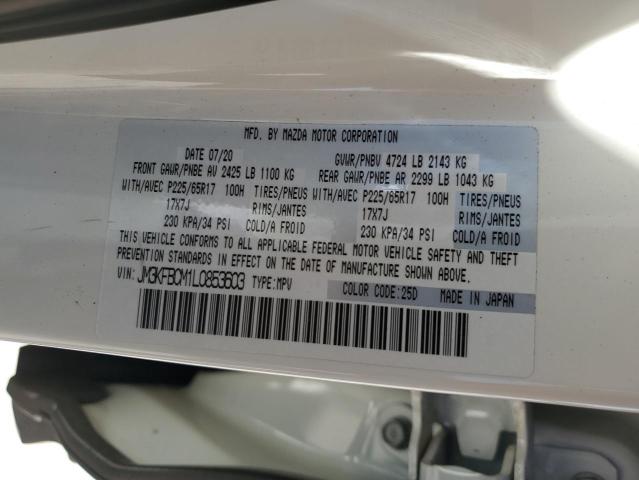 MFD. BY MAZDA MOTOR CORPORATION
DATE 07/20 GVWR/PNBV 4724 LB 2143 KG
FRONT GAWR/PNBE AV 2425 LB 1100 KG REAR GAWR/PNBE AR 2299 LB 1043 KG
WITH/AVEC P225/65R17 100H TIRES/PNEUS WITH/AVEC P225/65R17 100H TIRES/PNEUS
17X7J RIMS/JANTES 17X7J RIMS/JANTES
230 KPA/34 PSI COLD/A FROID 230 KPA/34 PSI COLD/A FROID
THIS VEHICLE CONFORMS TO ALL APPLICABLE FEDERAL MOTOR VEHICLE SAFETY AND THEFT
PREVENTION STANDARDS IN EFFECT ON THE DATE OF MANUFACTURE SHOWN ABOVE.
VIN: JM3KFBCM1L0853603 TYPE:MPV COLOR CODE:25D MADE IN JAPAN